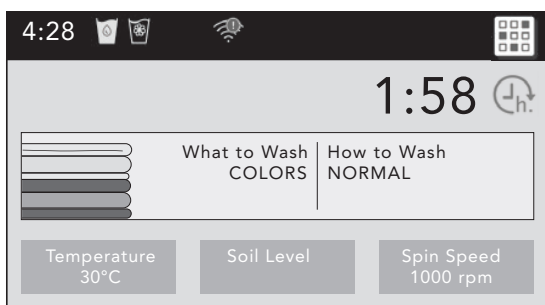 4:28
1:58 h.
What to Wash How to Wash
COLORS NORMAL
Temperature Soil Level Spin Speed
30°C 1000 rpm